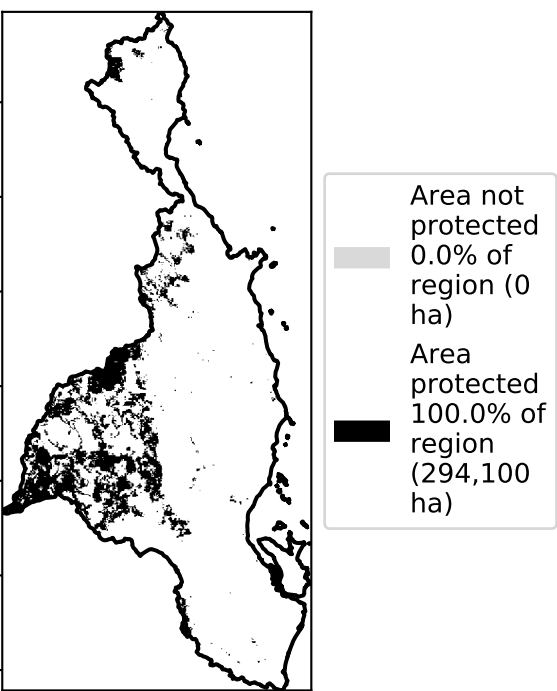 Area not
protected
0.0% of
region (0
ha)
Area
protected
100.0% of
region
(294,100
ha)